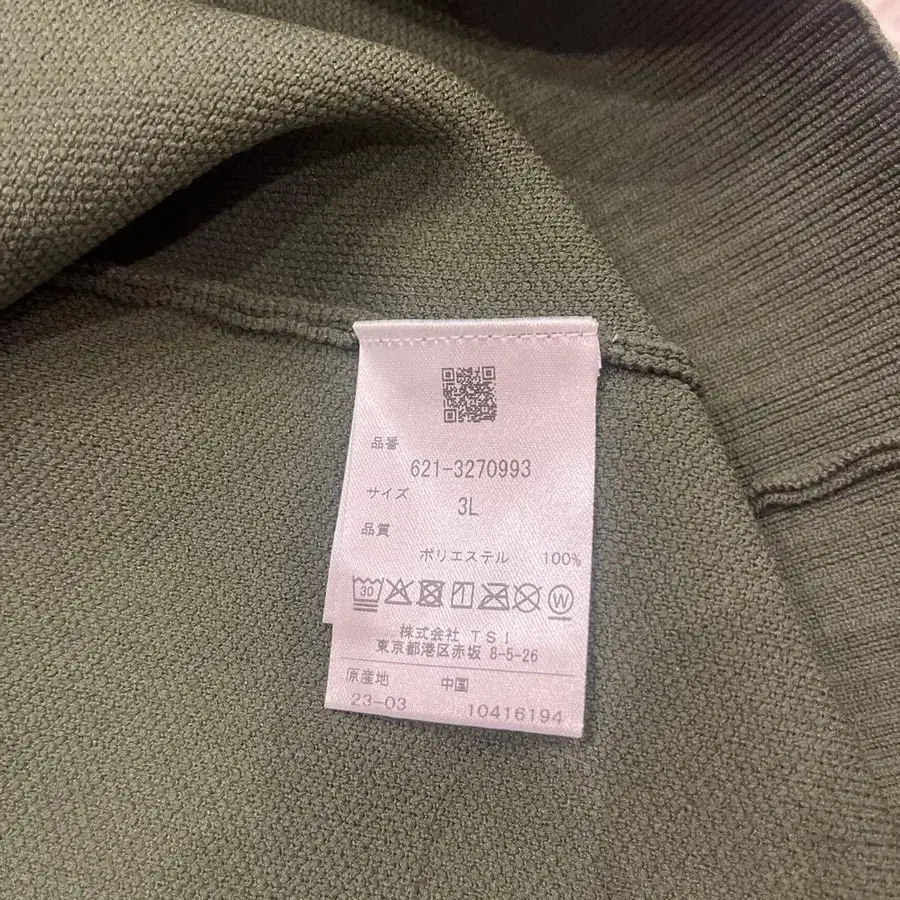 品番
621-3270993
サイズ
3L
品質
ポリエステル 100%
30 W
株式会社 TSI
東京都港区赤坂 8-5-26
原産地 中国
23-03 10416194